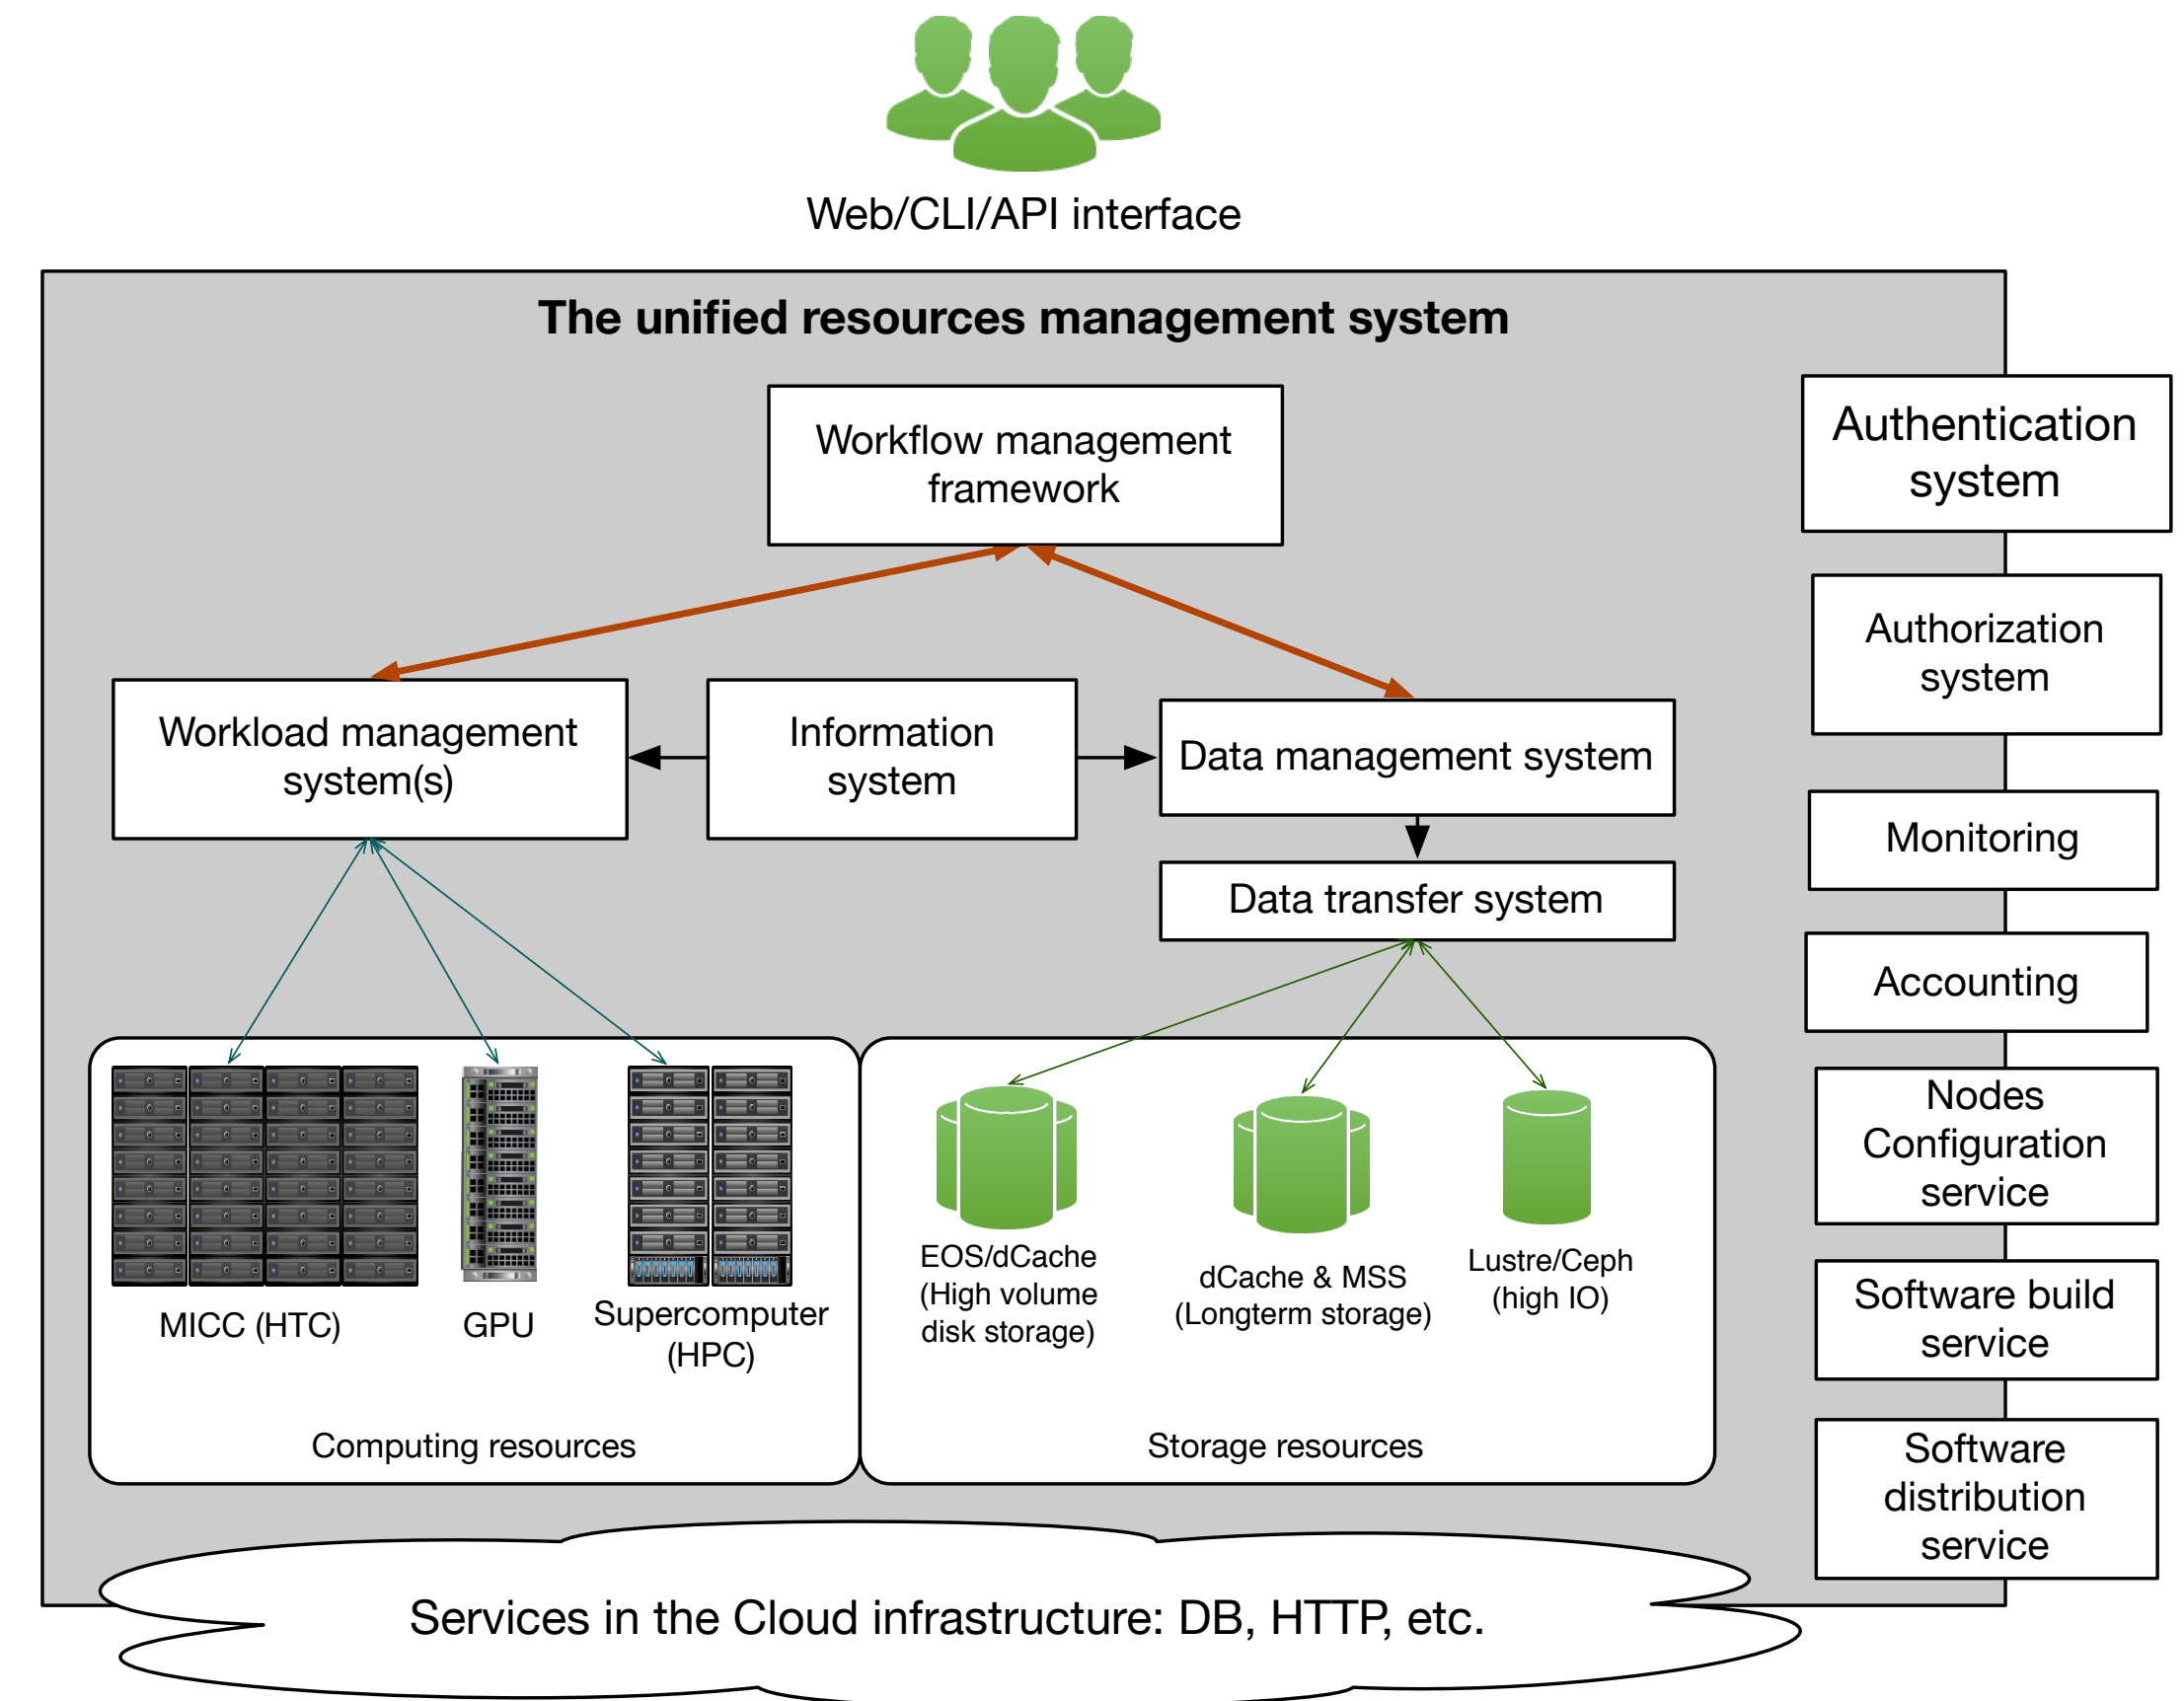 Web/CLI/API interface
The unified resources management system
Workflow management
framework
Authentication
system
Authorization
system
Workload management
system(s)
Information
system
Data management system
Monitoring
Data transfer system
Accounting
Nodes
Configuration
service
MICC (HTC)
GPU
Supercomputer
(HPC)
EOS/dCache
(High volume
disk storage)
dCache & MSS
(Longterm storage)
Lustre/Ceph
(high IO)
Software build
service
Computing resources
Storage resources
Software
distribution
service
Services in the Cloud infrastructure: DB, HTTP, etc.